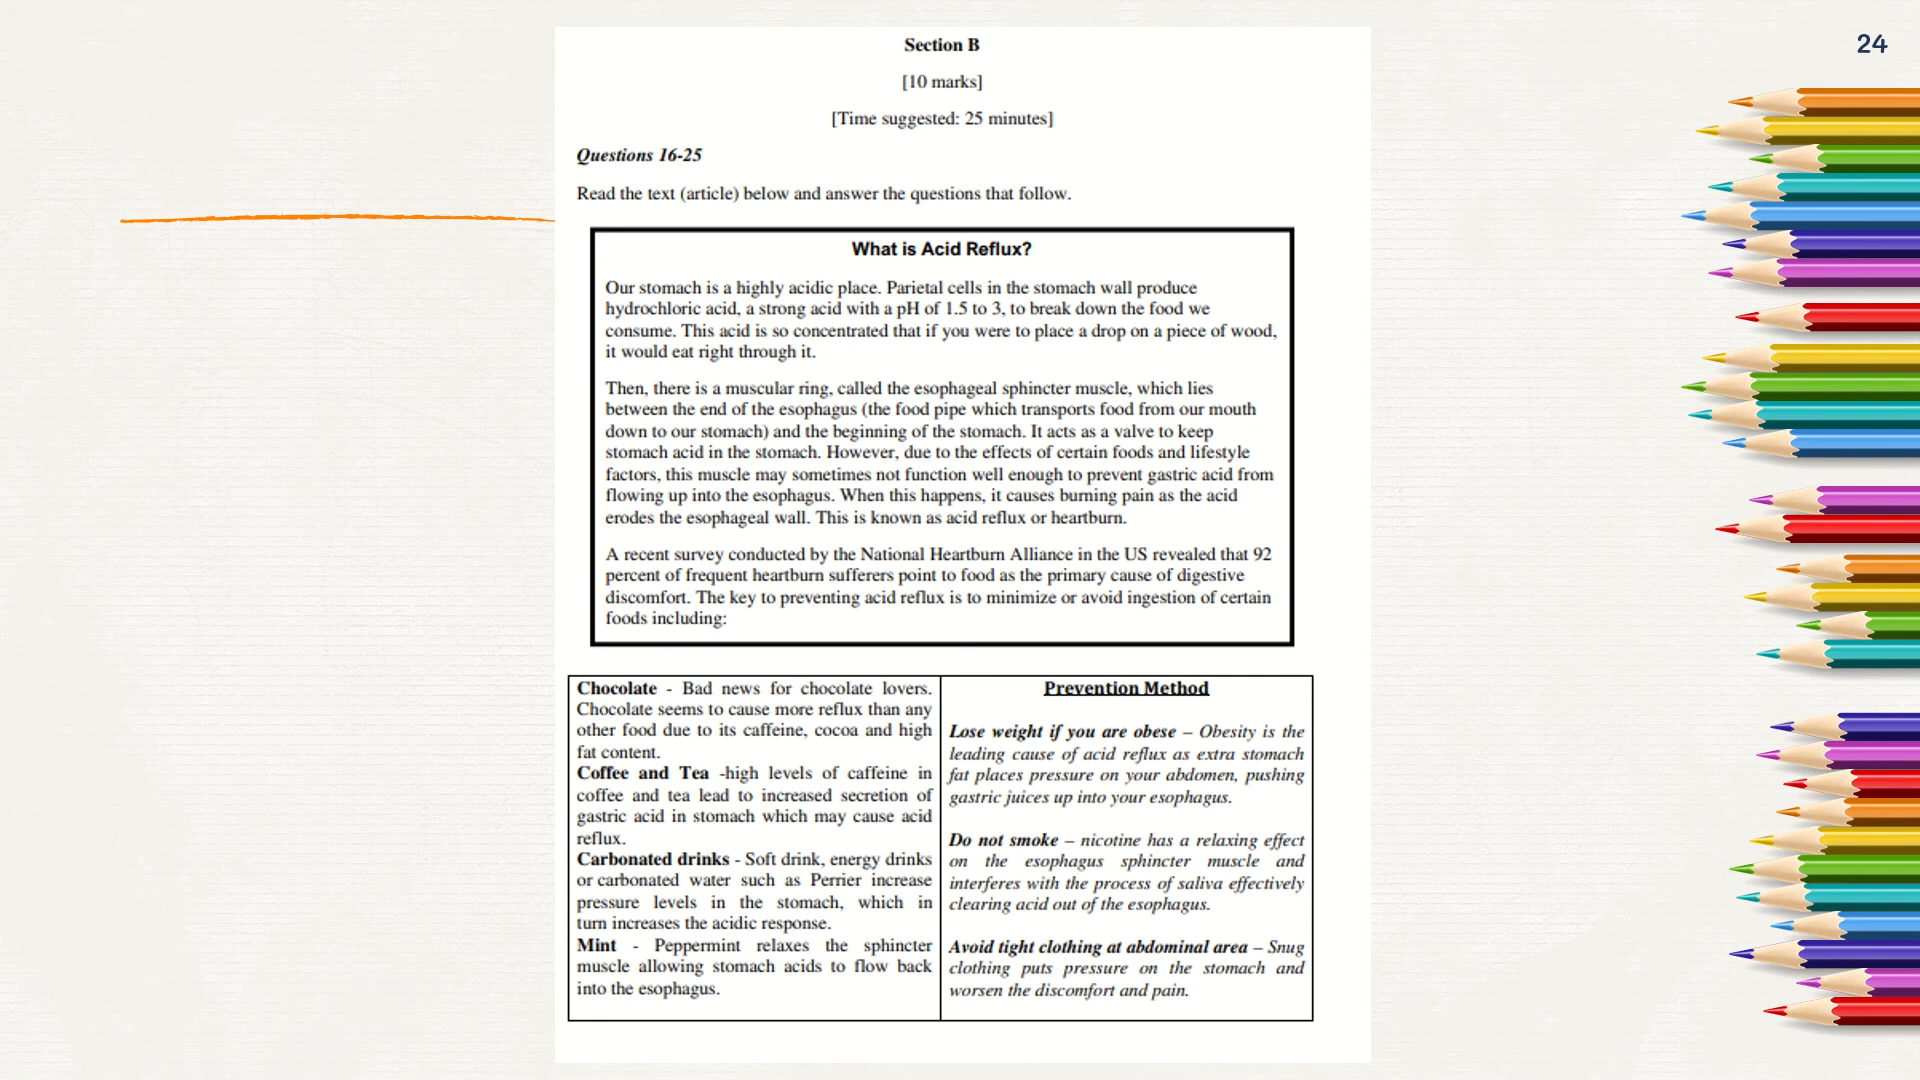 24
Section B
[10 marks]
[Time suggested: 25 minutes]
Questions 16-25
Read the text (article) below and answer the questions that follow.
What is Acid Reflux?
Our stomach is a highly acidic place. Parietal cells in the stomach wall produce
hydrochloric acid, a strong acid with a pH of 1.5 to 3, to break down the food we
consume. This acid is so concentrated that if you were to place a drop on a piece of wood,
it would eat right through it.
Then, there is a muscular ring, called the esophageal sphincter muscle, which lies
between the end of the esophagus (the food pipe which transports food from our mouth
down to our stomach) and the beginning of the stomach. It acts as a valve to keep
stomach acid in the stomach. However, due to the effects of certain foods and lifestyle
factors, this muscle may sometimes not function well enough to prevent gastric acid from
flowing up into the esophagus. When this happens, it causes burning pain as the acid
erodes the esophageal wall. This is known as acid reflux or heartburn.
A recent survey conducted by the National Heartburn Alliance in the US revealed that 92
percent of frequent heartburn sufferers point to food as the primary cause of digestive
discomfort. The key to preventing acid reflux is to minimize or avoid ingestion of certain
foods including:
Chocolate - Bad news for chocolate lovers.
Chocolate seems to cause more reflux than any
other food due to its caffeine, cocoa and high
fat content.
Coffee and Tea -high levels of caffeine in
coffee and tea lead to increased secretion of
gastric acid in stomach which may cause acid
reflux.
Carbonated drinks - Soft drink, energy drinks
or carbonated water such as Perrier increase
pressure levels in the stomach, which in
turn increases the acidic response.
Mint - Peppermint relaxes the sphincter
muscle allowing stomach acids to flow back
into the esophagus.
Prevention Method
Lose weight if you are obese – Obesity is the
leading cause of acid reflux as extra stomach
fat places pressure on your abdomen, pushing
gastric juices up into your esophagus.
Do not smoke – nicotine has a relaxing effect
on the esophagus sphincter muscle and
interferes with the process of saliva effectively
clearing acid out of the esophagus.
Avoid tight clothing at abdominal area – Snug
clothing puts pressure on the stomach and
worsen the discomfort and pain.